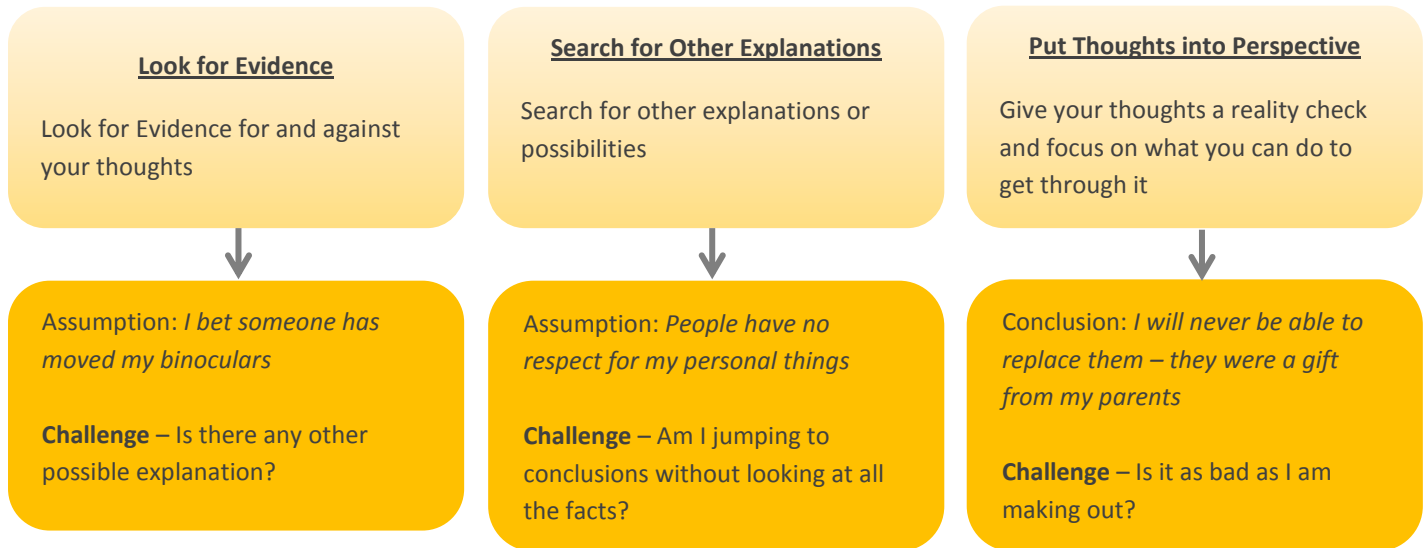 Look for Evidence
Look for Evidence for and against
your thoughts
Search for Other Explanations
Search for other explanations or
possibilities
Put Thoughts into Perspective
Give your thoughts a reality check
and focus on what you can do to
get through it
Assumption: I bet someone has
moved my binoculars
Challenge – Is there any other
possible explanation?
Assumption: People have no
respect for my personal things
Challenge – Am I jumping to
conclusions without looking at all
the facts?
Conclusion: I will never be able to
replace them – they were a gift
from my parents
Challenge – Is it as bad as I am
making out?